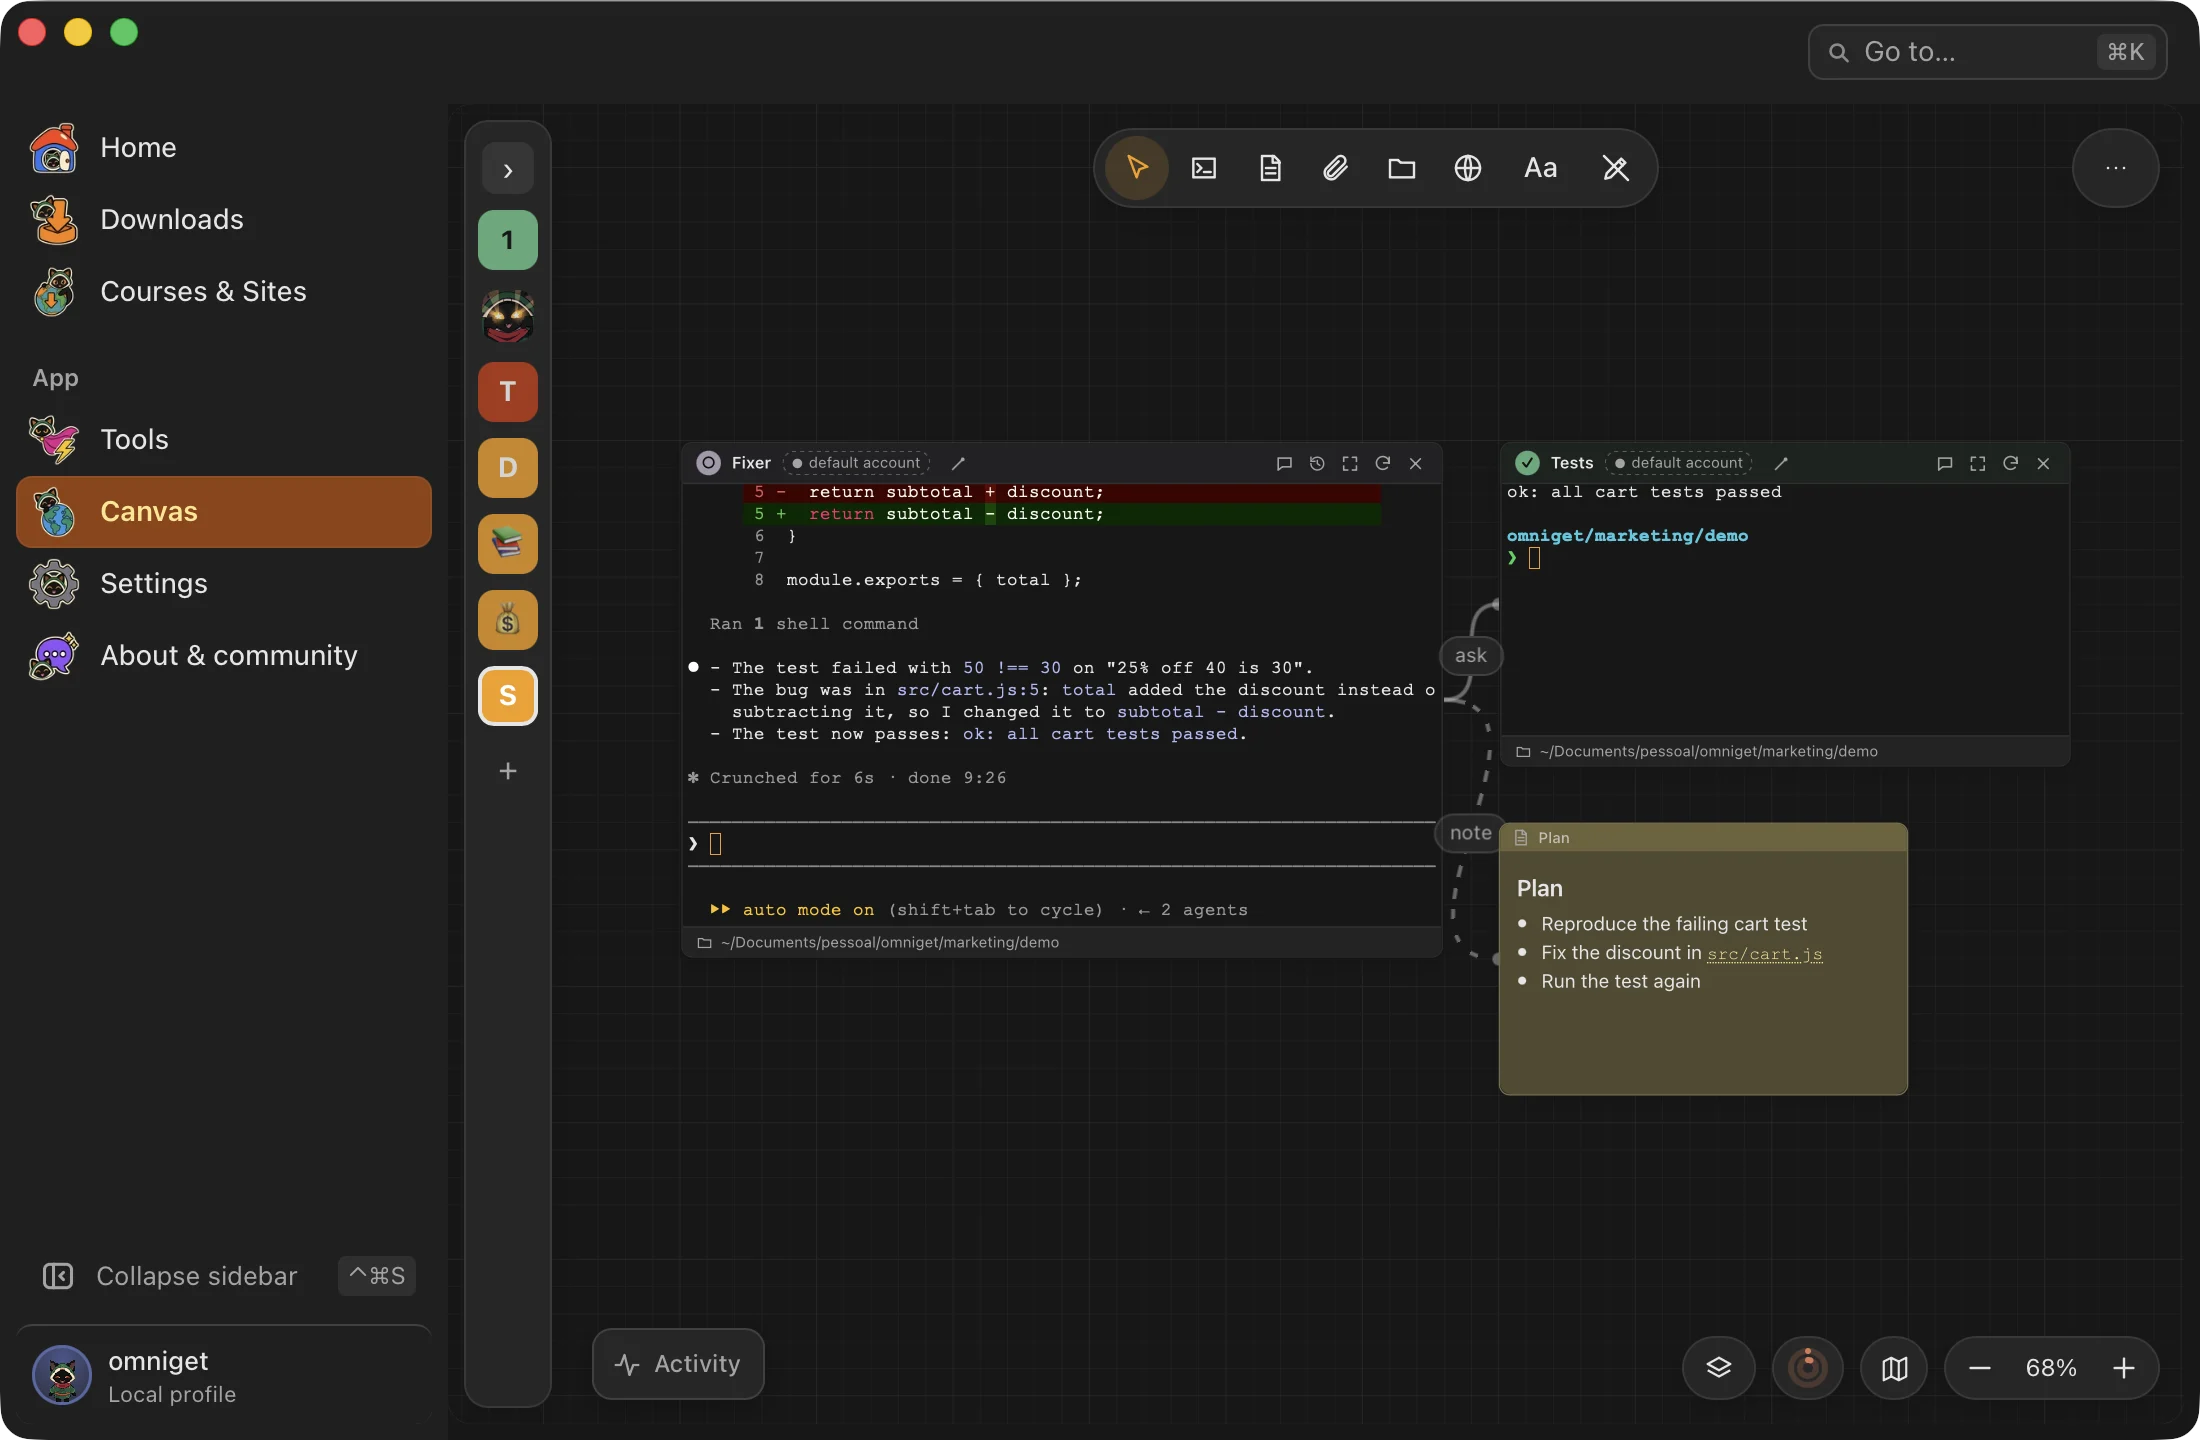 Go to...
⌘K
Home
Downloads
Courses & Sites
App
Tools
Canvas
Settings
About & community
Collapse sidebar
^⌘S
omniget
Local profile
›
1
T
D
S
+
Aa
...
Fixer
default account
5 -  return subtotal + discount;
5 +  return subtotal - discount;
6  }
7
8  module.exports = { total };
Ran 1 shell command
- The test failed with 50 !== 30 on "25% off 40 is 30".
- The bug was in src/cart.js:5: total added the discount instead o
subtracting it, so I changed it to subtotal - discount.
- The test now passes: ok: all cart tests passed.
✻ Crunched for 6s · done 9:26
❯
⏵⏵ auto mode on (shift+tab to cycle) · ← 2 agents
~/Documents/pessoal/omniget/marketing/demo
ask
note
Tests
default account
ok: all cart tests passed
omniget/marketing/demo
❯
~/Documents/pessoal/omniget/marketing/demo
Plan
Plan
• Reproduce the failing cart test
• Fix the discount in src/cart.js
• Run the test again
Activity
68%